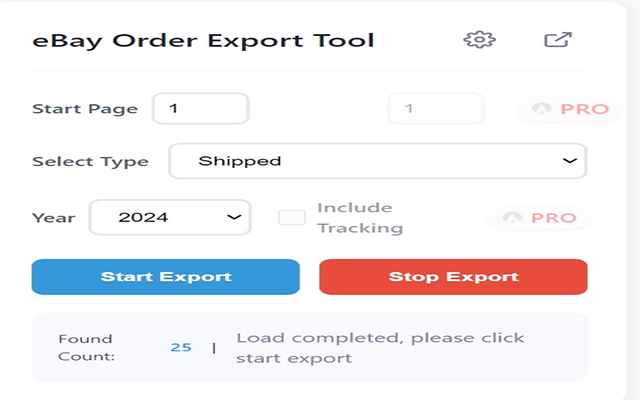 eBay Order Export Tool
Start Page 1 1 PRO
Select Type Shipped
Year 2024 Include Tracking PRO
Start Export Stop Export
Found Count: 25 | Load completed, please click
start export